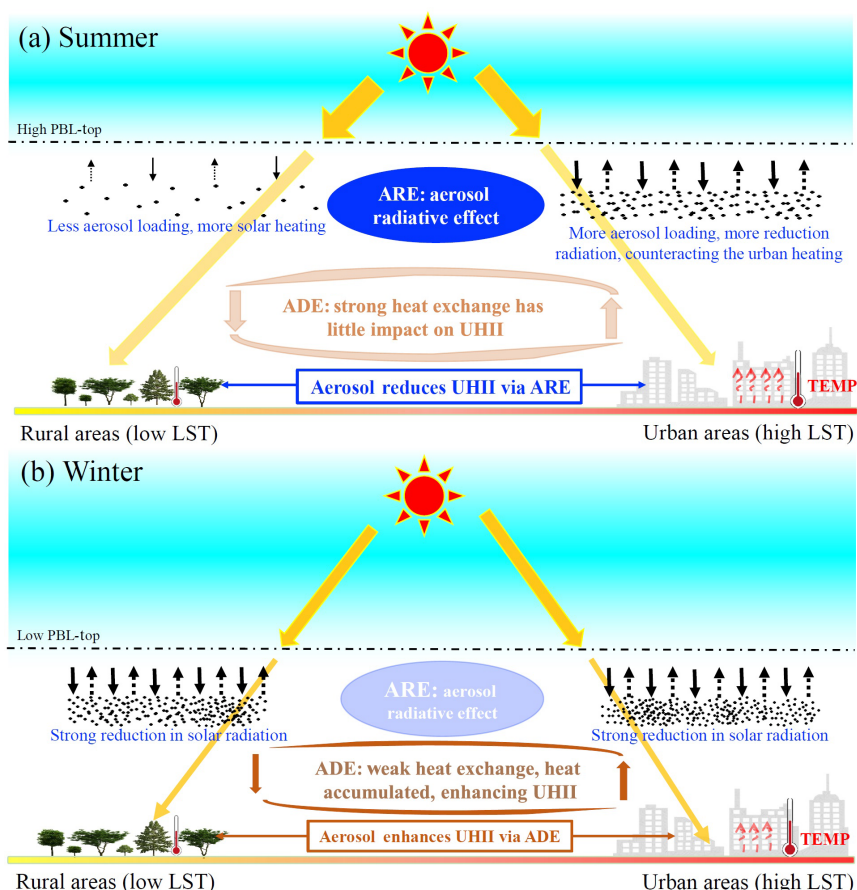 (a) Summer
High PBL-top
ARE: aerosol
radiative effect
Less aerosol loading, more solar heating
More aerosol loading, more reduction
radiation, counteracting the urban heating
ADE: strong heat exchange has
little impact on UHII
Aerosol reduces UHII via ARE
TEMP
Rural areas (low LST)
Urban areas (high LST)
(b) Winter
Low PBL-top
ARE: aerosol
radiative effect
Strong reduction in solar radiation
Strong reduction in solar radiation
ADE: weak heat exchange, heat
accumulated, enhancing UHII
Aerosol enhances UHII via ADE
TEMP
Rural areas (low LST)
Urban areas (high LST)